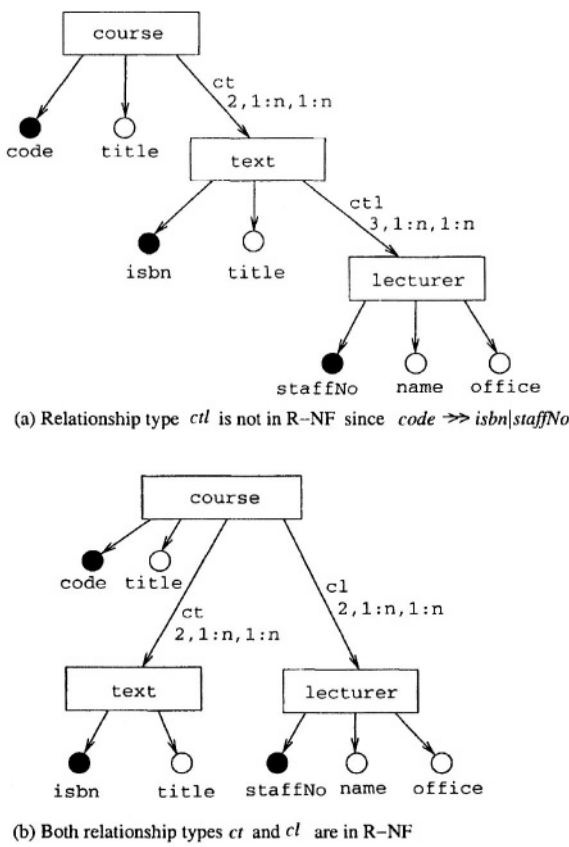 course
ct
2,1:n,1:n
code title
text
ctl
3,1:n,1:n
isbn title
lecturer
staffNo name office
(a) Relationship type ctl is not in R–NF since code ->> isbn|staffNo
course
code title
cl
2,1:n,1:n
ct
2,1:n,1:n
text lecturer
isbn title staffNo name office
(b) Both relationship types ct and cl are in R–NF